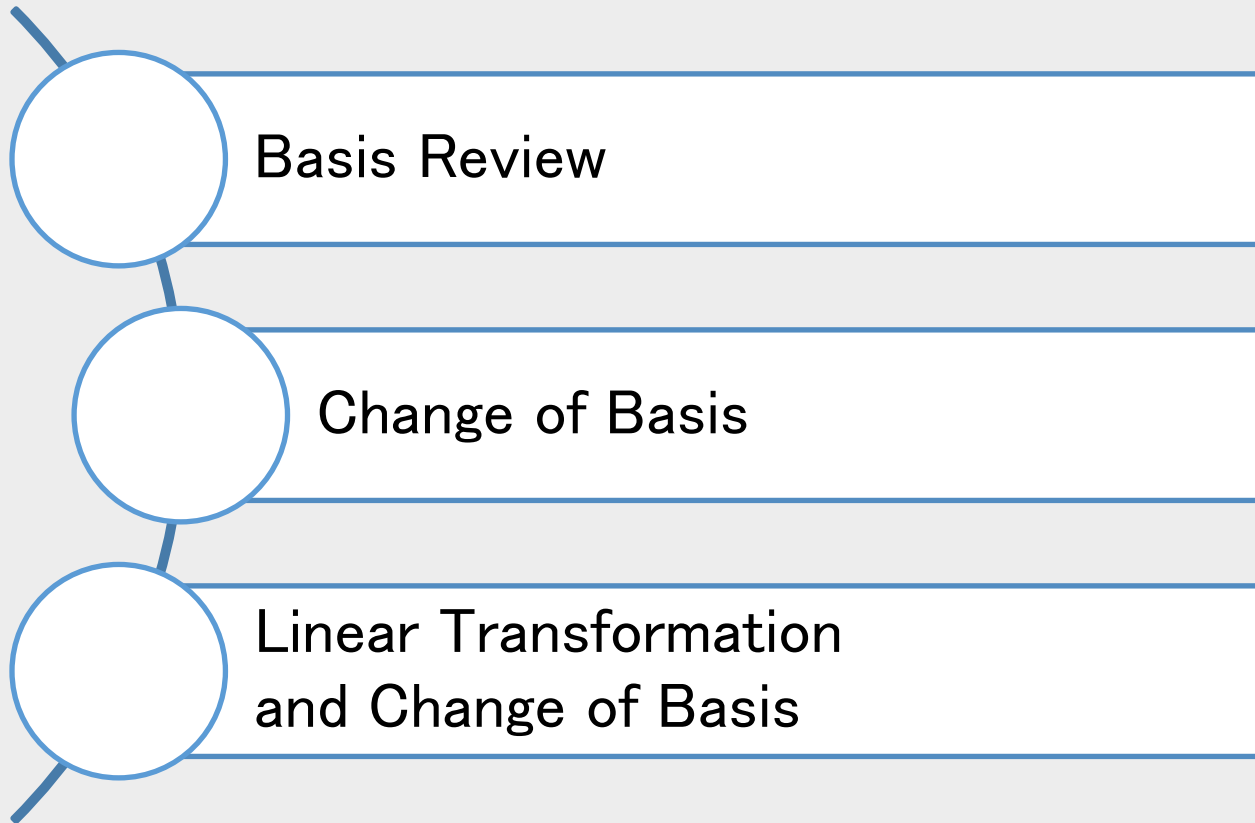 Basis Review
Change of Basis
Linear Transformation
and Change of Basis